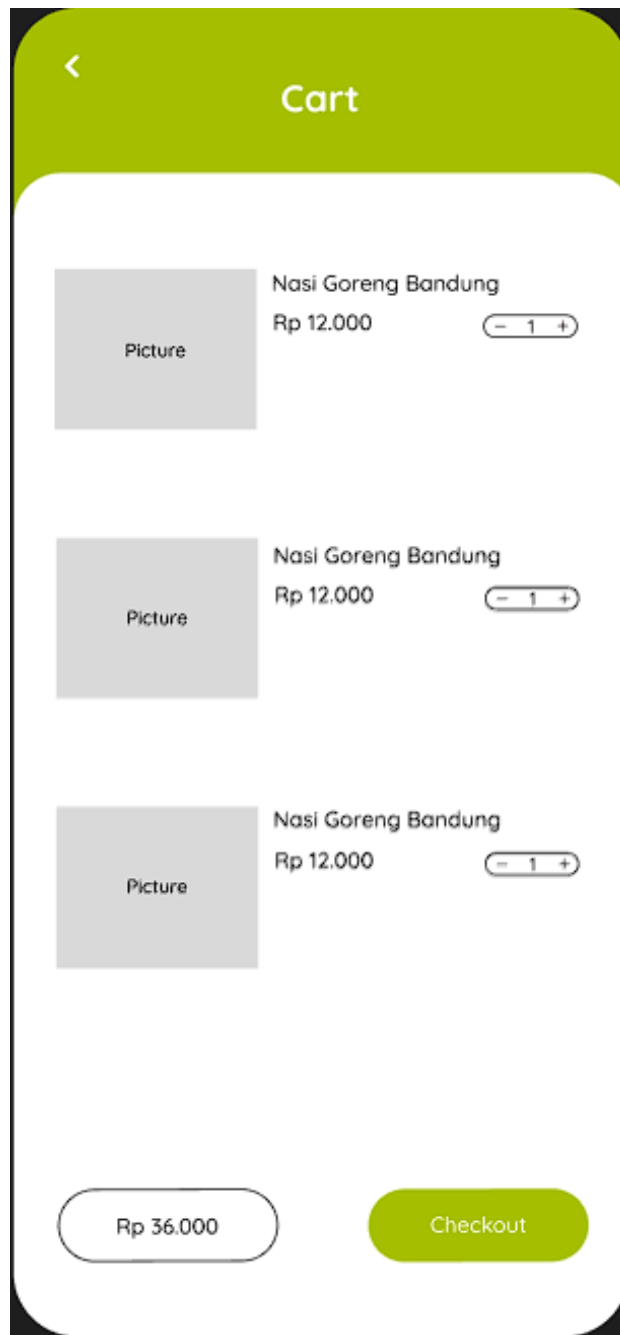 Cart
Picture
Nasi Goreng Bandung
Rp 12.000
− 1 +
Picture
Nasi Goreng Bandung
Rp 12.000
− 1 +
Picture
Nasi Goreng Bandung
Rp 12.000
− 1 +
Rp 36.000
Checkout